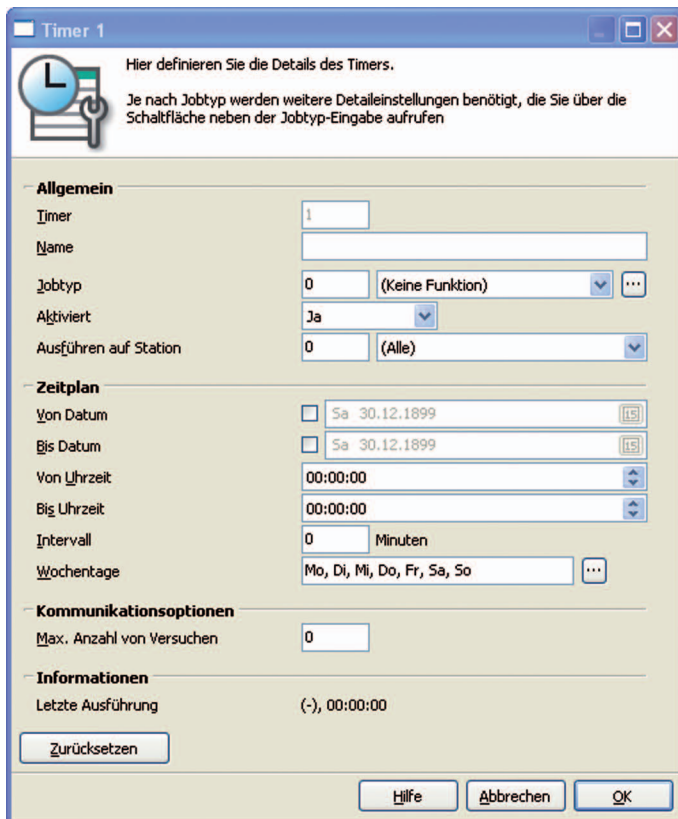 Timer 1
Hier definieren Sie die Details des Timers.
Je nach Jobtyp werden weitere Detaileinstellungen benötigt, die Sie über die
Schaltfläche neben der Jobtyp-Eingabe aufrufen
Allgemein
Timer 1
Name
Jobtyp 0 (Keine Funktion) ...
Aktiviert Ja
Ausführen auf Station 0 (Alle)
Zeitplan
Von Datum Sa 30.12.1899 15
Bis Datum Sa 30.12.1899 15
Von Uhrzeit 00:00:00
Bis Uhrzeit 00:00:00
Intervall 0 Minuten
Wochentage Mo, Di, Mi, Do, Fr, Sa, So ...
Kommunikationsoptionen
Max. Anzahl von Versuchen 0
Informationen
Letzte Ausführung (-), 00:00:00
Zurücksetzen
Hilfe Abbrechen OK